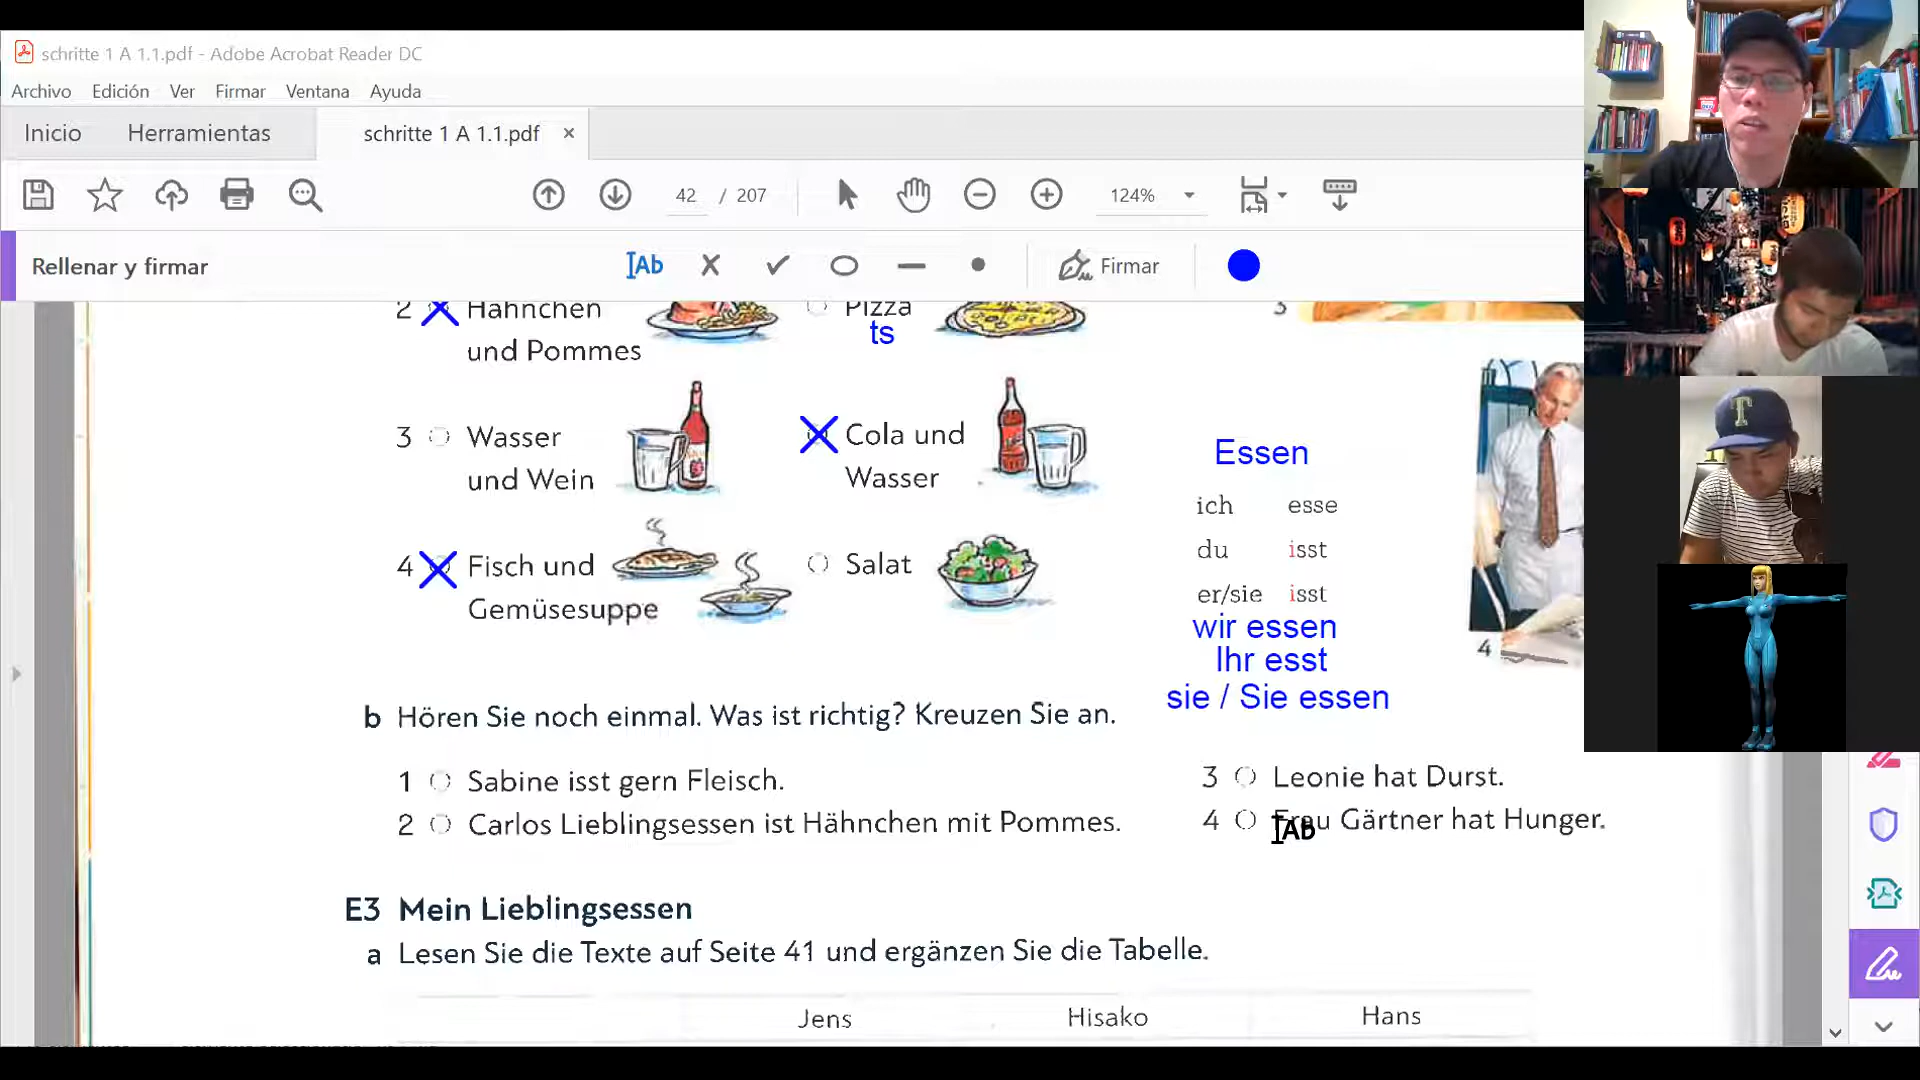 schritte 1 A 1.1.pdf - Adobe Acrobat Reader DC
Archivo Edición Ver Firmar Ventana Ayuda
Inicio Herramientas schritte 1 A 1.1.pdf ×
42 / 207 124%
Rellenar y firmar Ab Firmar
2 Hähnchen und Pommes
Pizza
ts
3 Wasser und Wein
Cola und Wasser
4 Fisch und Gemüsesuppe
Salat
3
Essen
ich esse
du isst
er/sie isst
wir essen
Ihr esst
sie / Sie essen
4
T
b Hören Sie noch einmal. Was ist richtig? Kreuzen Sie an.
1 Sabine isst gern Fleisch.
2 Carlos Lieblingsessen ist Hähnchen mit Pommes.
3 Leonie hat Durst.
4 Frau Gärtner hat Hunger.
Ab
E3 Mein Lieblingsessen
a Lesen Sie die Texte auf Seite 41 und ergänzen Sie die Tabelle.
Jens Hisako Hans